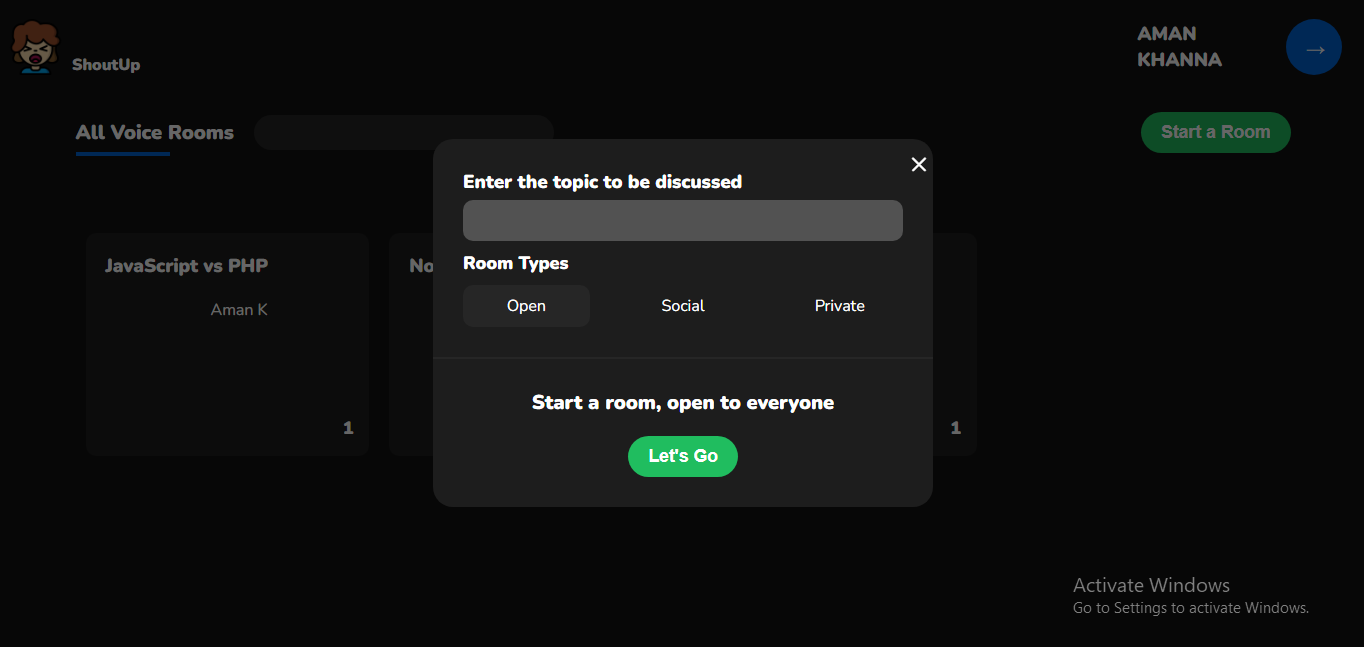 ShoutUp
AMAN
KHANNA
→
All Voice Rooms
Start a Room
Enter the topic to be discussed
Room Types
Open
Social
Private
Start a room, open to everyone
Let's Go
JavaScript vs PHP
Aman K
1
No
1
Activate Windows
Go to Settings to activate Windows.